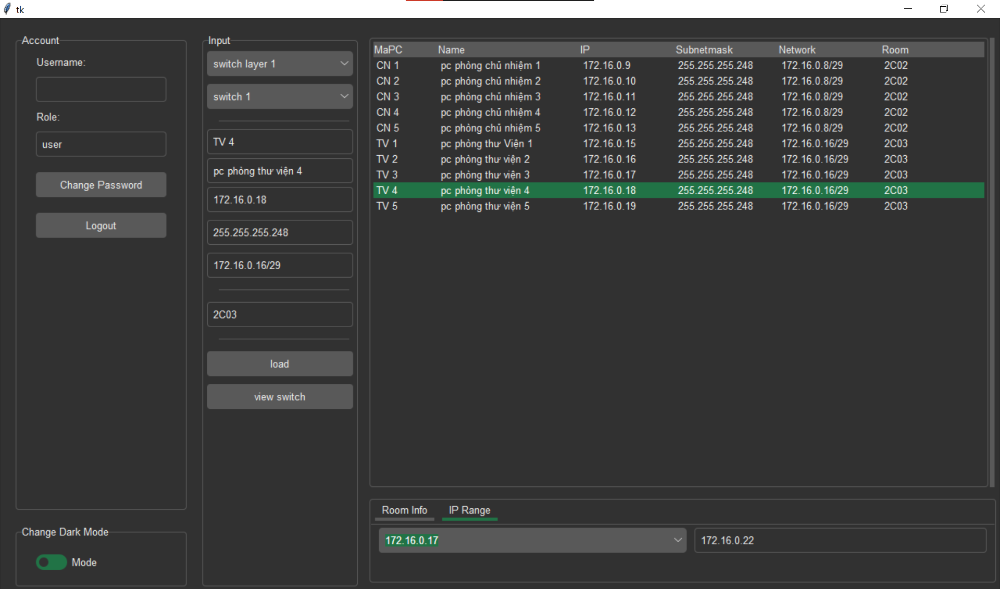 tk
Account
Username:
Role:
user
Change Password
Logout
Change Dark Mode
Mode
Input
switch layer 1
switch 1
TV 4
pc phòng thư viện 4
172.16.0.18
255.255.255.248
172.16.0.16/29
2C03
load
view switch
MaPC Name IP Subnetmask Network Room
CN 1 pc phòng chủ nhiệm 1 172.16.0.9 255.255.255.248 172.16.0.8/29 2C02
CN 2 pc phòng chủ nhiệm 2 172.16.0.10 255.255.255.248 172.16.0.8/29 2C02
CN 3 pc phòng chủ nhiệm 3 172.16.0.11 255.255.255.248 172.16.0.8/29 2C02
CN 4 pc phòng chủ nhiệm 4 172.16.0.12 255.255.255.248 172.16.0.8/29 2C02
CN 5 pc phòng chủ nhiệm 5 172.16.0.13 255.255.255.248 172.16.0.8/29 2C02
TV 1 pc phòng thư Viện 1 172.16.0.15 255.255.255.248 172.16.0.16/29 2C03
TV 2 pc phòng thư viện 2 172.16.0.16 255.255.255.248 172.16.0.16/29 2C03
TV 3 pc phòng thư viện 3 172.16.0.17 255.255.255.248 172.16.0.16/29 2C03
TV 4 pc phòng thư viện 4 172.16.0.18 255.255.255.248 172.16.0.16/29 2C03
TV 5 pc phòng thư viện 5 172.16.0.19 255.255.255.248 172.16.0.16/29 2C03
Room Info IP Range
172.16.0.17 172.16.0.22